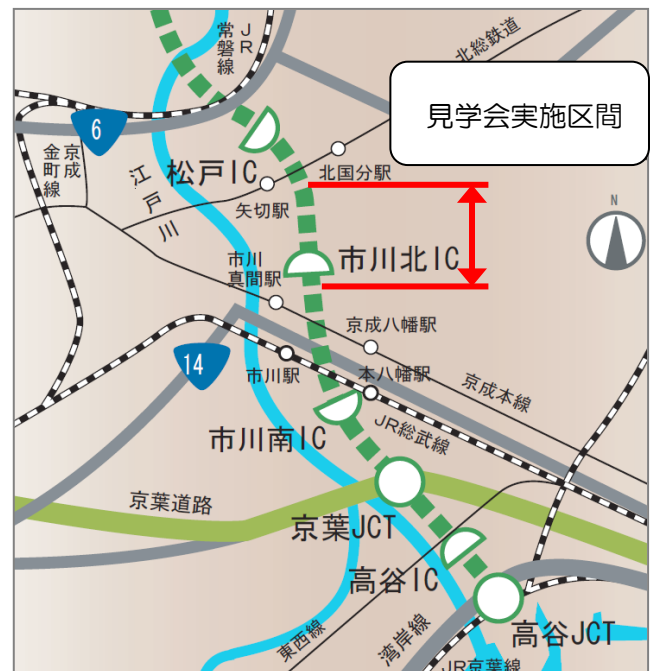 JR
常磐線
北総鉄道
見学会実施区間
6
京成
金町線
江戸川
松戸IC
北国分駅
矢切駅
市川
真間駅
市川北IC
N
京成八幡駅
14
市川駅
本八幡駅
京成本線
市川南IC
JR総武線
京葉道路
京葉JCT
高谷IC
東西線
湾岸線
高谷JCT
JR京葉線